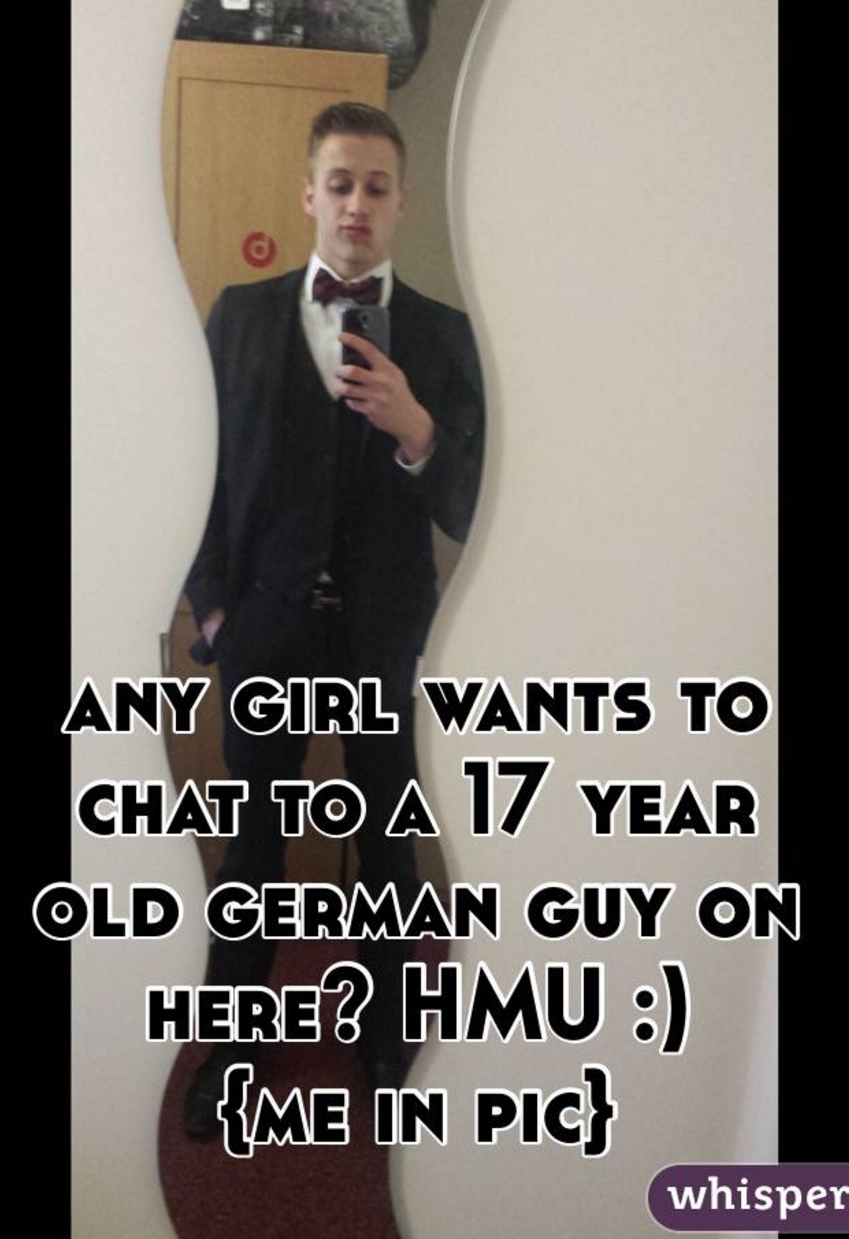 ANY GIRL WANTS TO
CHAT TO A 17 YEAR
OLD GERMAN GUY ON
HERE? HMU :)
{ME IN PIC}
whisper